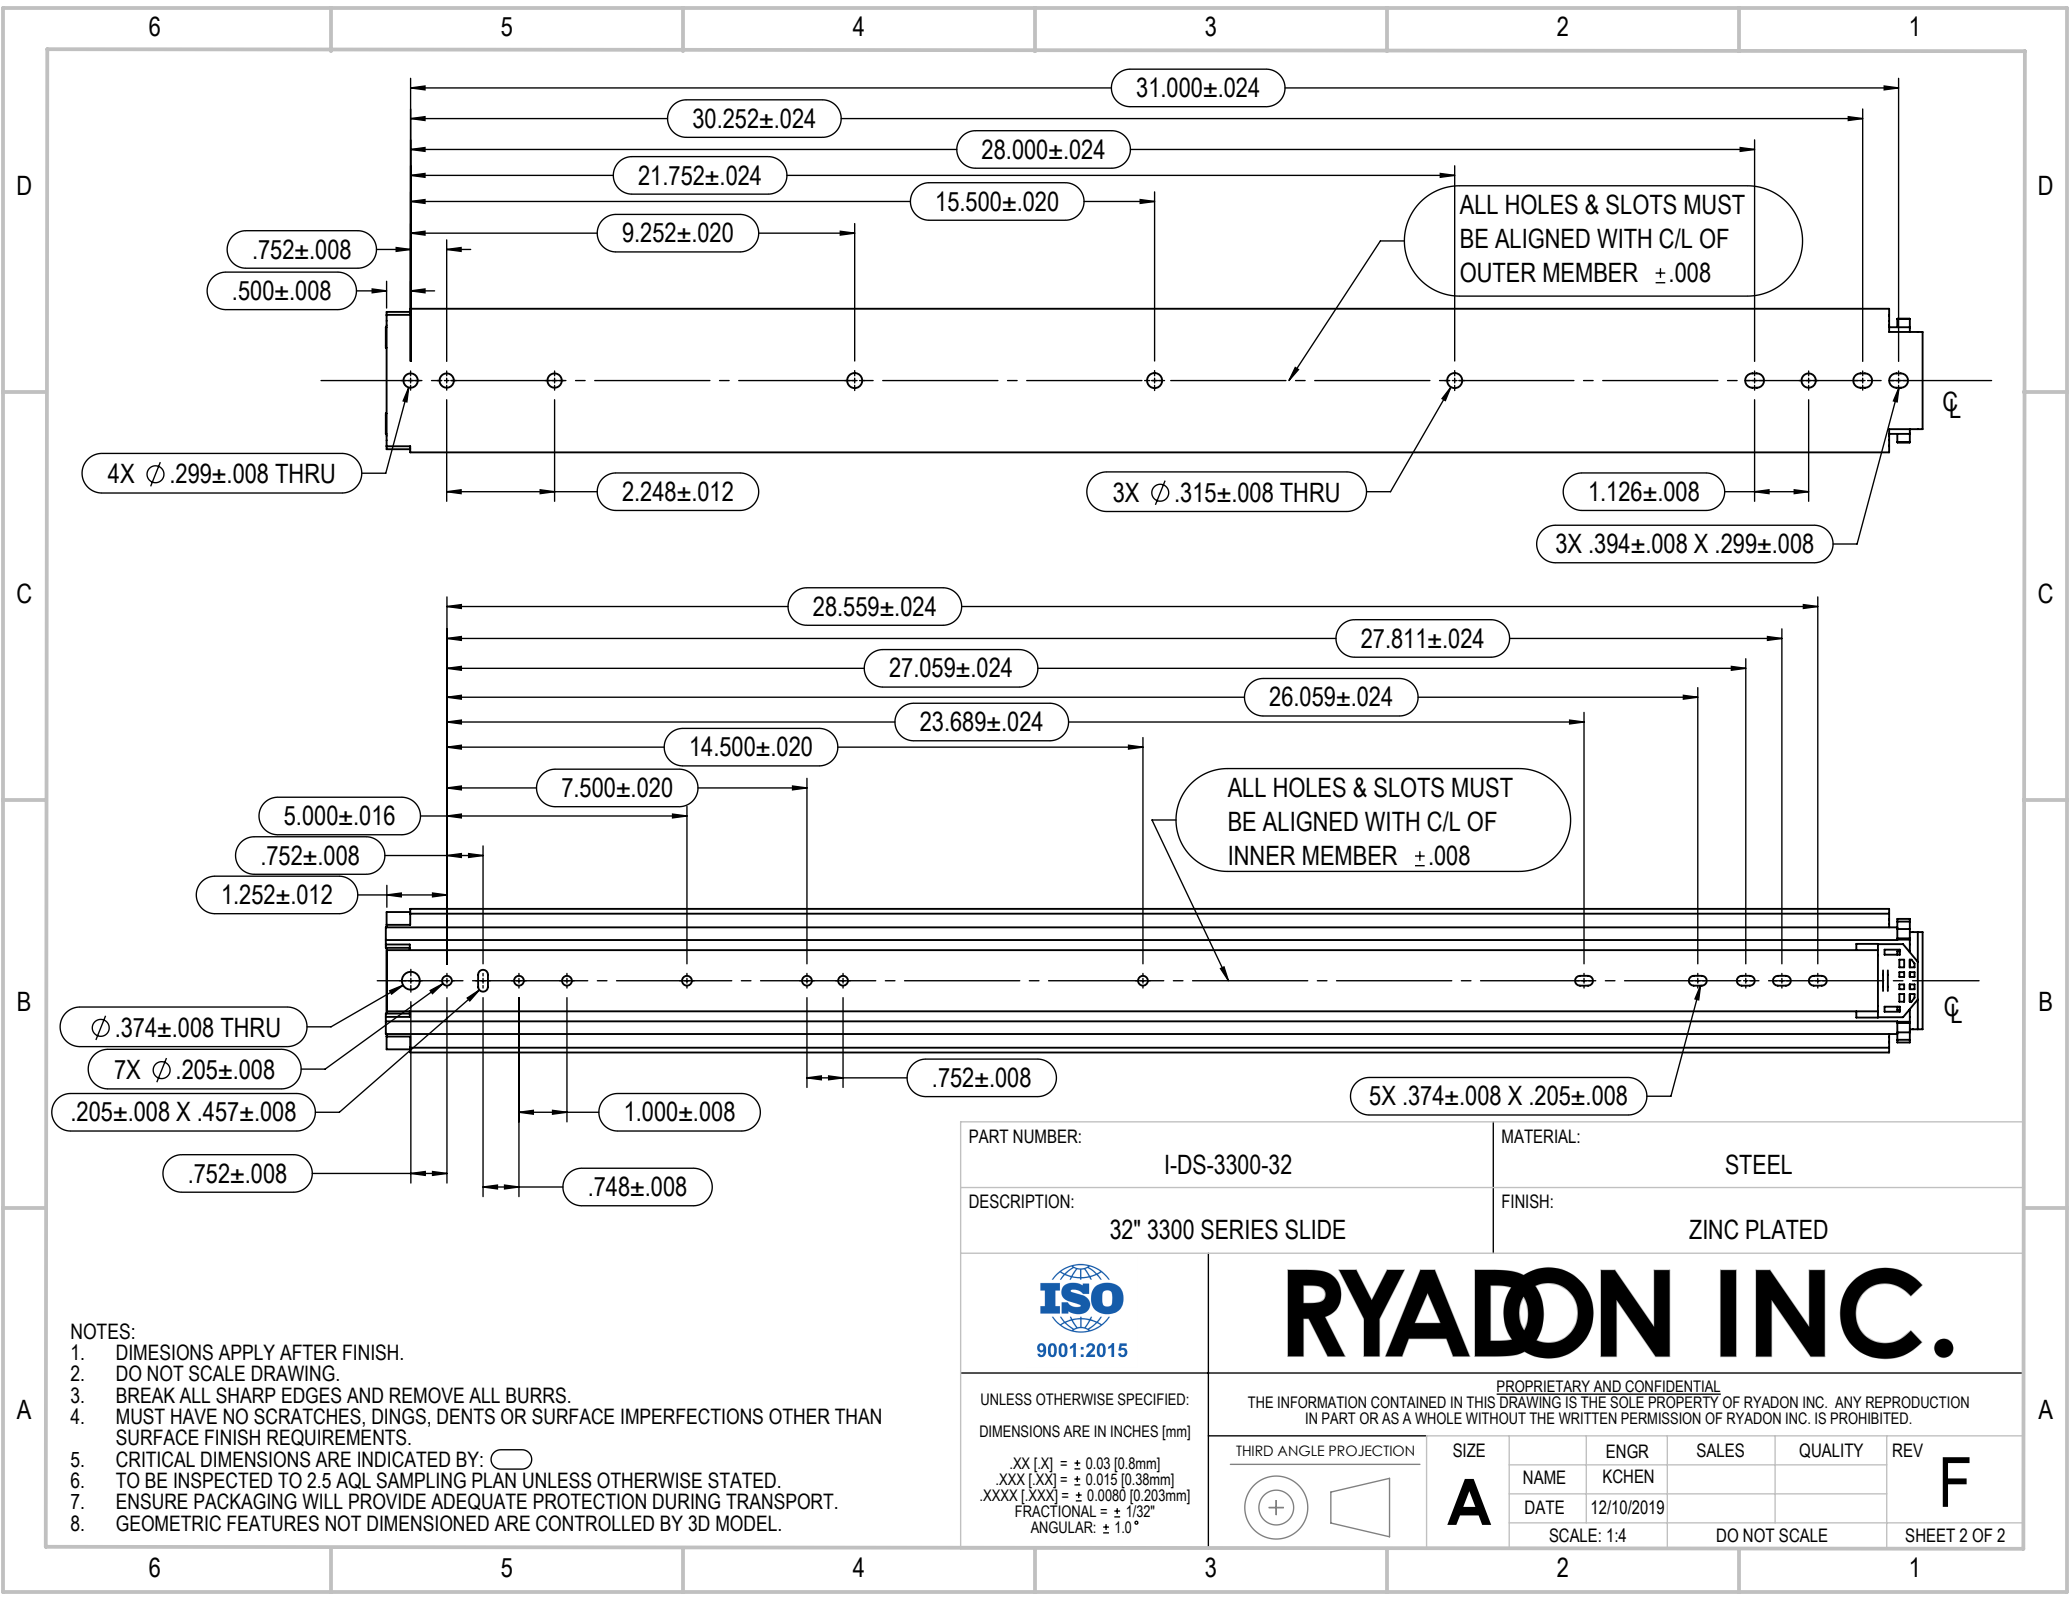 6 5 4 3 2 1
31.000±.024
30.252±.024
28.000±.024
21.752±.024
15.500±.020
9.252±.020
.752±.008
.500±.008
D
D
ALL HOLES & SLOTS MUST
BE ALIGNED WITH C/L OF
OUTER MEMBER ±.008
℄
4X ∅.299±.008 THRU
2.248±.012
3X ∅.315±.008 THRU
1.126±.008
3X .394±.008 X .299±.008
C
C
28.559±.024
27.811±.024
27.059±.024
26.059±.024
23.689±.024
14.500±.020
7.500±.020
5.000±.016
.752±.008
1.252±.012
ALL HOLES & SLOTS MUST
BE ALIGNED WITH C/L OF
INNER MEMBER ±.008
B
B
℄
∅.374±.008 THRU
7X ∅.205±.008
.205±.008 X .457±.008
1.000±.008
.752±.008
5X .374±.008 X .205±.008
.752±.008
.748±.008
PART NUMBER:
I-DS-3300-32
MATERIAL:
STEEL
DESCRIPTION:
32" 3300 SERIES SLIDE
FINISH:
ZINC PLATED
ISO
9001:2015
RYADON INC.
NOTES:
1. DIMESIONS APPLY AFTER FINISH.
2. DO NOT SCALE DRAWING.
3. BREAK ALL SHARP EDGES AND REMOVE ALL BURRS.
4. MUST HAVE NO SCRATCHES, DINGS, DENTS OR SURFACE IMPERFECTIONS OTHER THAN
SURFACE FINISH REQUIREMENTS.
5. CRITICAL DIMENSIONS ARE INDICATED BY:
6. TO BE INSPECTED TO 2.5 AQL SAMPLING PLAN UNLESS OTHERWISE STATED.
7. ENSURE PACKAGING WILL PROVIDE ADEQUATE PROTECTION DURING TRANSPORT.
8. GEOMETRIC FEATURES NOT DIMENSIONED ARE CONTROLLED BY 3D MODEL.
A
A
UNLESS OTHERWISE SPECIFIED:
DIMENSIONS ARE IN INCHES [mm]
.XX [.X] = ± 0.03 [0.8mm]
.XXX [.XX] = ± 0.015 [0.38mm]
.XXXX [.XXX] = ± 0.0080 [0.203mm]
FRACTIONAL = ± 1/32"
ANGULAR: ± 1.0°
PROPRIETARY AND CONFIDENTIAL
THE INFORMATION CONTAINED IN THIS DRAWING IS THE SOLE PROPERTY OF RYADON INC. ANY REPRODUCTION
IN PART OR AS A WHOLE WITHOUT THE WRITTEN PERMISSION OF RYADON INC. IS PROHIBITED.
THIRD ANGLE PROJECTION
SIZE
A
ENGR SALES QUALITY
NAME KCHEN
DATE 12/10/2019
REV
F
SCALE: 1:4
DO NOT SCALE
SHEET 2 OF 2
6 5 4 3 2 1